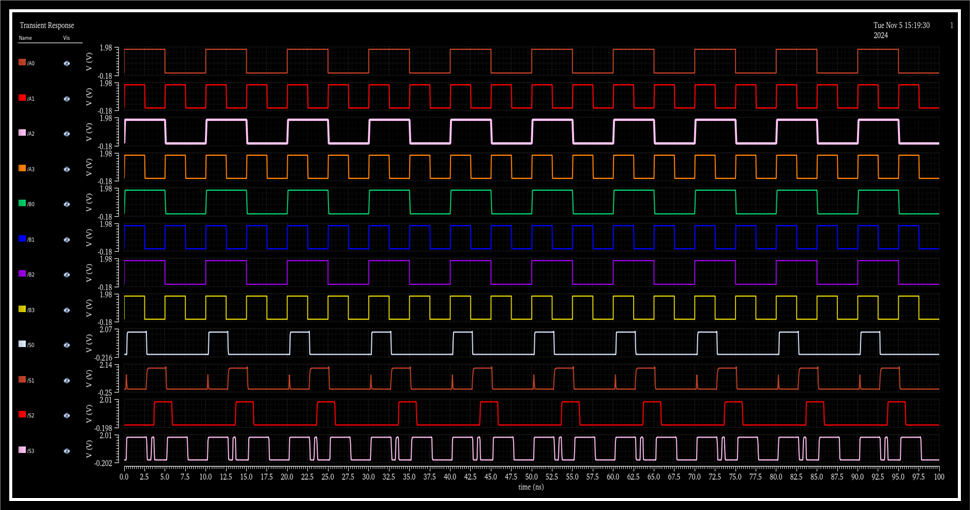 Transient Response
Tue Nov 5 15:19:30 2024
1
Name Vis
/A0
V (V)
1.98
-0.18
/A1
V (V)
1.98
-0.18
/A2
V (V)
1.98
-0.18
/A3
V (V)
1.98
-0.18
/B0
V (V)
1.98
-0.18
/B1
V (V)
1.98
-0.18
/B2
V (V)
1.98
-0.18
/B3
V (V)
1.98
-0.18
/S0
V (V)
2.07
-0.216
/S1
V (V)
2.14
-0.25
/S2
V (V)
2.01
-0.198
/S3
V (V)
2.01
-0.202
0.0 2.5 5.0 7.5 10.0 12.5 15.0 17.5 20.0 22.5 25.0 27.5 30.0 32.5 35.0 37.5 40.0 42.5 45.0 47.5 50.0 52.5 55.0 57.5 60.0 62.5 65.0 67.5 70.0 72.5 75.0 77.5 80.0 82.5 85.0 87.5 90.0 92.5 95.0 97.5 100
time (ns)